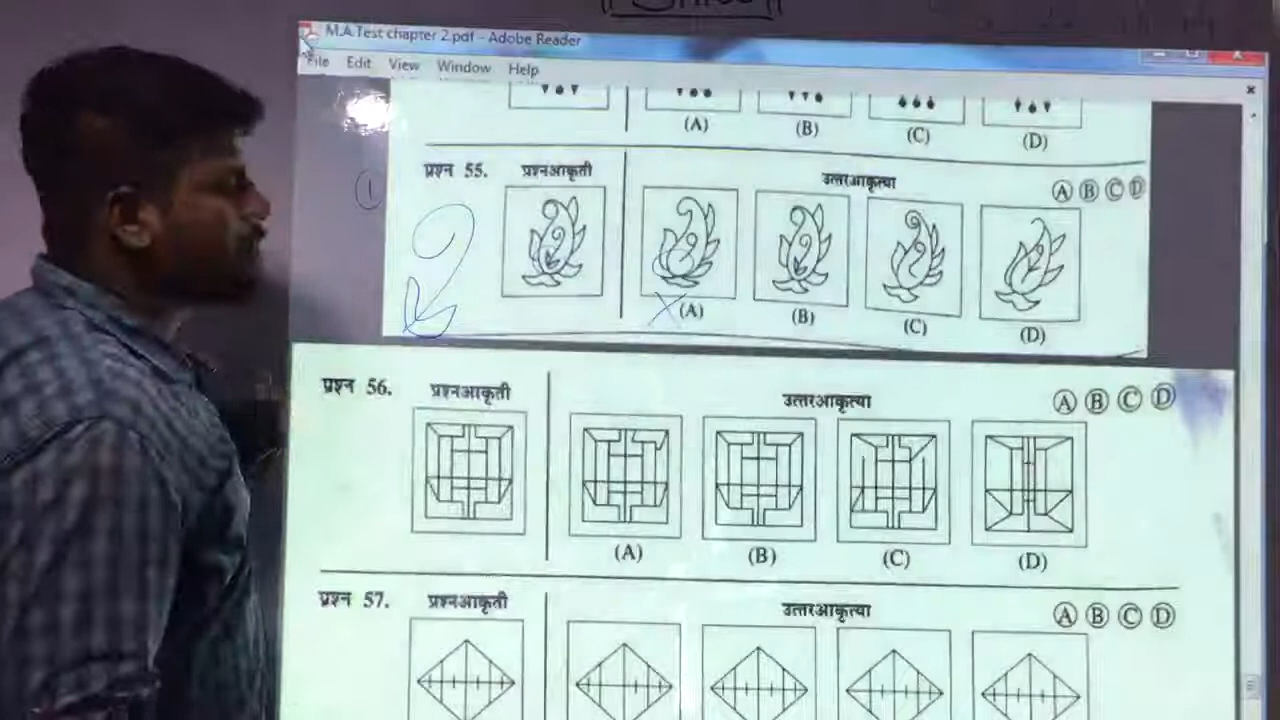 M.A.Test chapter 2.pdf - Adobe Reader
File Edit View Window Help
(A) (B) (C) (D)
प्रश्न 55. प्रश्नआकृती उत्तरआकृत्या Ⓐ Ⓑ Ⓒ Ⓓ
1
(A) (B) (C) (D)
प्रश्न 56. प्रश्नआकृती उत्तरआकृत्या Ⓐ Ⓑ Ⓒ Ⓓ
(A) (B) (C) (D)
प्रश्न 57. प्रश्नआकृती उत्तरआकृत्या Ⓐ Ⓑ Ⓒ Ⓓ